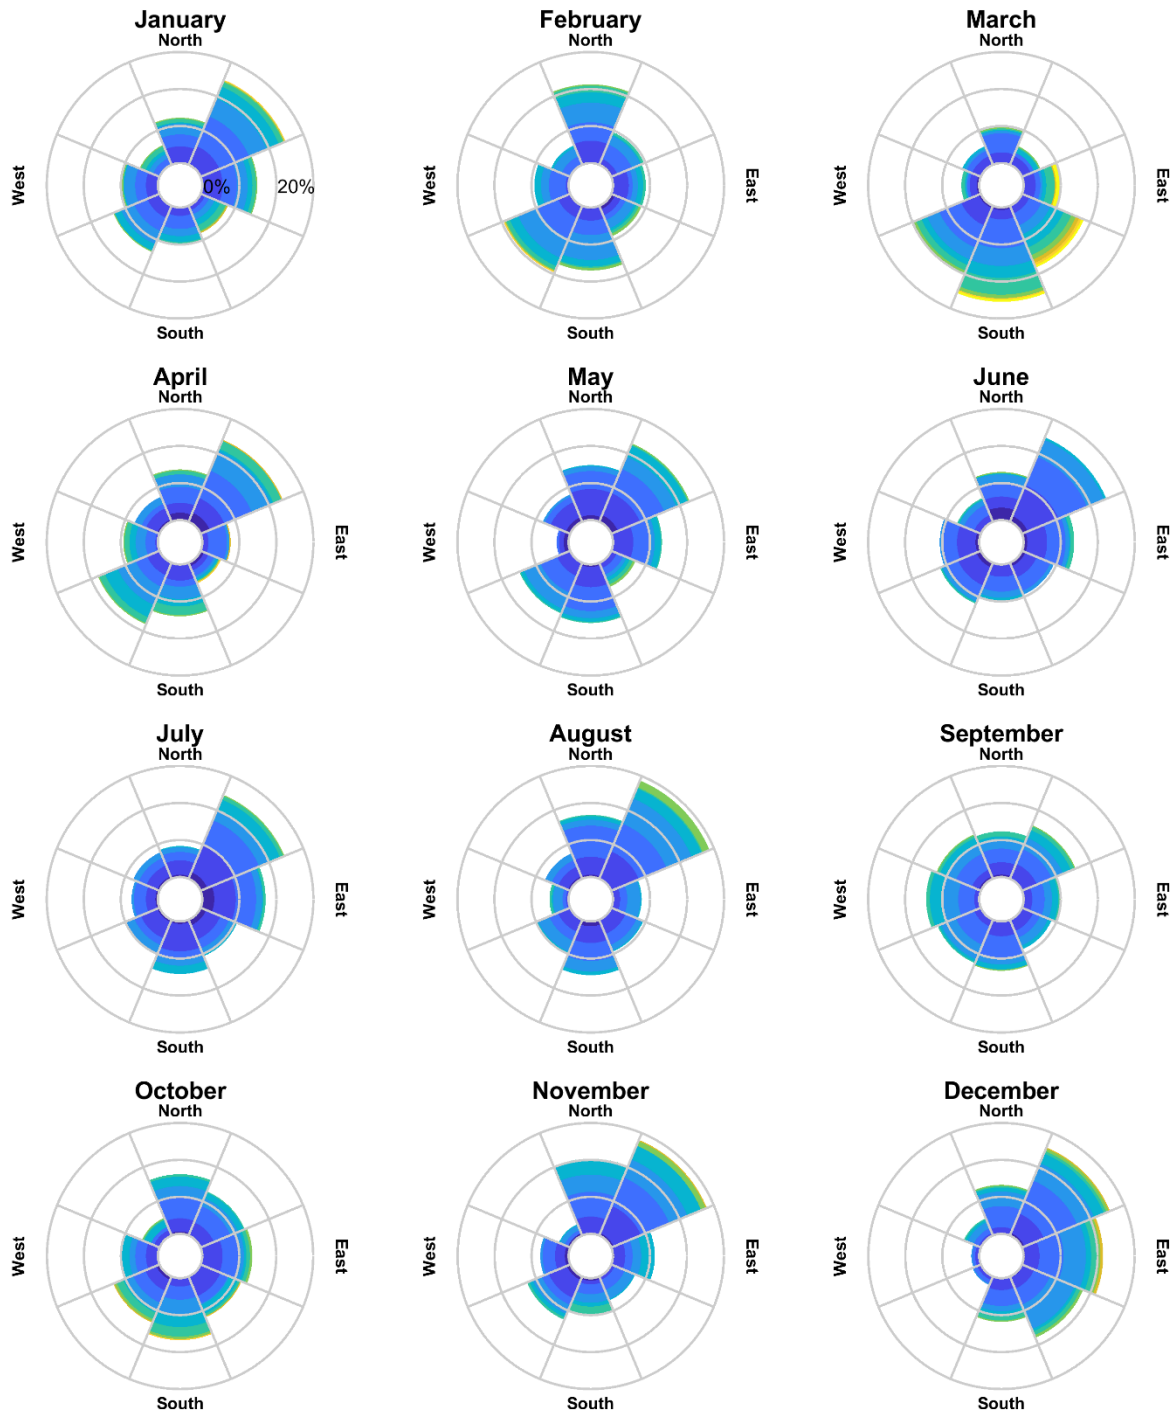 January February March
North North North
West 0% 20% West East West East
South South South
April May June
North North North
West East West East West East
South South South
July August September
North North North
West East West East West East
South South South
October November December
North North North
West East West East West East
South South South